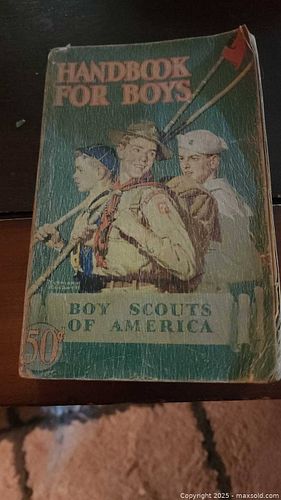 HANDBOOK
FOR BOYS
BOY SCOUTS
OF AMERICA
50¢
Copyright © 2025 - maxsold.com